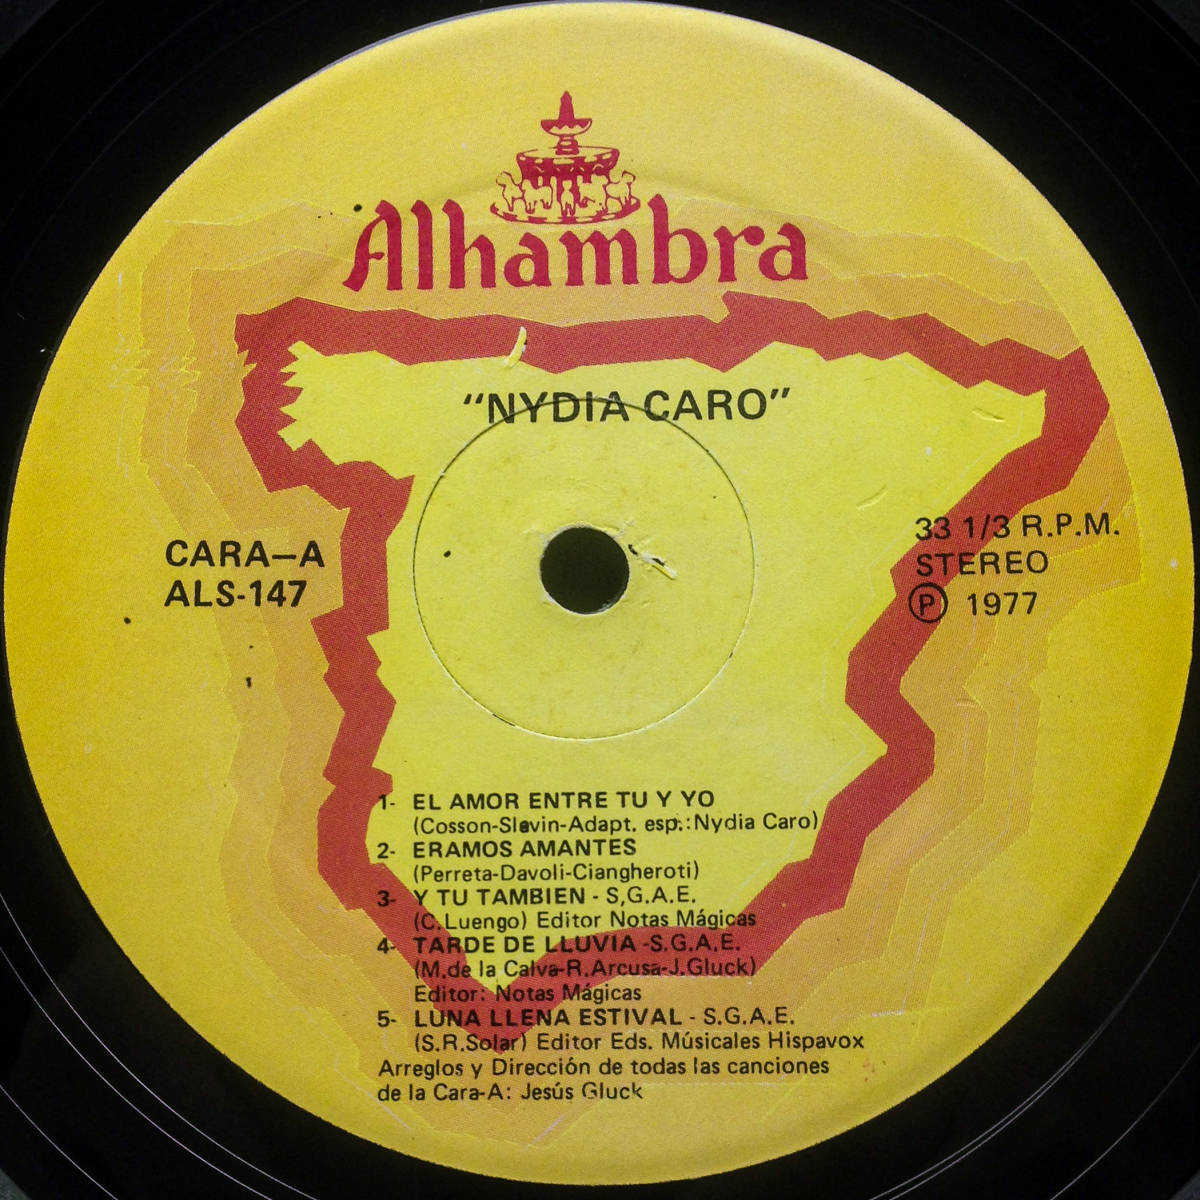 Alhambra
"NYDIA CARO"
CARA-A
ALS-147
33 1/3 R.P.M.
STEREO
Ⓟ 1977
1- EL AMOR ENTRE TU Y YO
(Cosson-Slavin-Adapt. esp.: Nydia Caro)
2- ERAMOS AMANTES
(Perreta-Davoli-Ciangheroti)
3- Y TU TAMBIEN - S,G.A.E.
(C.Luengo) Editor Notas Mágicas
4- TARDE DE LLUVIA -S.G.A.E.
(M.de la Calva-R.Arcusa-J.Gluck)
Editor: Notas Mágicas
5- LUNA LLENA ESTIVAL - S.G.A.E.
(S.R.Solar) Editor Eds. Músicales Hispavox
Arreglos y Dirección de todas las canciones
de la Cara-A: Jesús Gluck